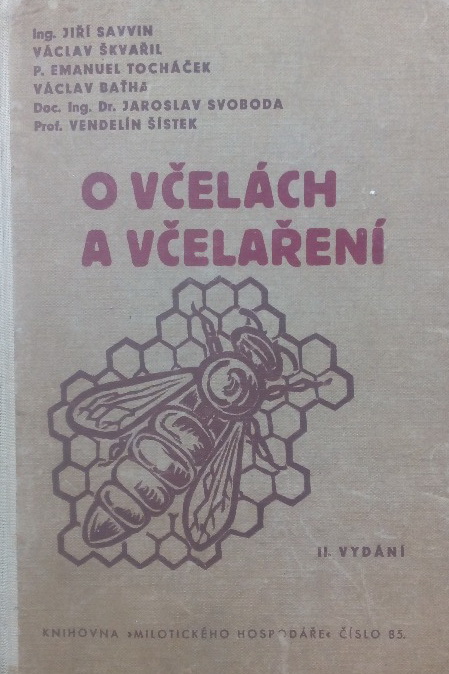 Ing. JIŘÍ SAVVIN
VÁCLAV ŠKVAŘIL
P. EMANUEL TOCHÁČEK
VÁCLAV BAŤHA
Doc. Ing. Dr. JAROSLAV SVOBODA
Prof. VENDELÍN ŠÍSTEK
O VČELÁCH
A VČELAŘENÍ
II. VYDÁNÍ
KNIHOVNA »MILOTICKÉHO HOSPODÁŘE« ČÍSLO 85.